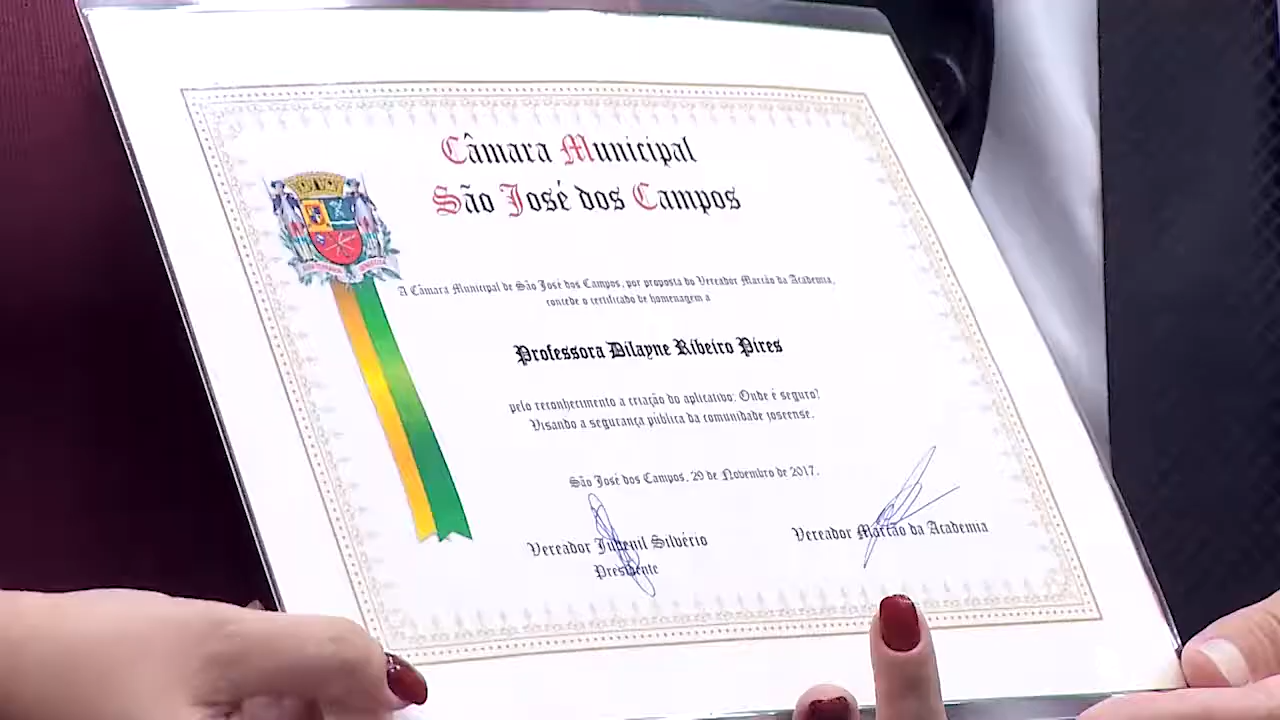 Câmara Municipal
São José dos Campos
A Câmara Municipal de São José dos Campos, por proposta do Vereador Marcão da Academia,
concede o certificado de homenagem a
Professora Dilayne Ribeiro Pires
pelo reconhecimento a criação do aplicativo: Onde é seguro?
Visando a segurança pública da comunidade joseense.
São José dos Campos, 29 de Novembro de 2017.
Vereador Juvenil Silvério
Presidente
Vereador Marcão da Academia